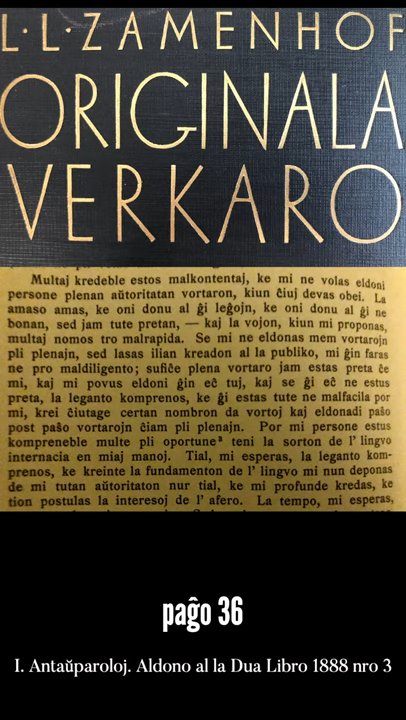 L·L·ZAMENHOF
ORIGINALA
VERKARO
Multaj kredeble estos malkontentaj, ke mi ne volas eldoni
persone plenan aŭtoritatan vortaron, kiun ĉiuj devas obei. La
amaso amas, ke oni donu al ĝi leĝojn, ke oni donu al ĝi ne
bonan, sed jam tute pretan, — kaj la vojon, kiun mi proponas,
multaj nomos tro malrapida. Se mi ne eldonas mem vortarojn
pli plenajn, sed lasas ilian kreadon al la publiko, mi ĝin faras
ne pro maldiligento; sufiĉe plena vortaro jam estas preta ĉe
mi, kaj mi povus eldoni ĝin eĉ tuj, kaj se ĝi eĉ ne estus
preta, la leganto komprenos, ke ĝi estas tute ne malfacila por
mi, krei ĉiutage certan nombron da vortoj kaj eldonadi paŝo
post paŝo vortarojn ĉiam pli plenajn. Por mi persone estus
kompreneble multe pli oportune² teni la sorton de l' lingvo
internacia en miaj manoj. Tial, mi esperas, la leganto kom-
prenos, ke kreinte la fundamenton de l' lingvo mi nun deponas
de mi tutan aŭtoritaton nur tial, ke mi profunde kredas, ke
tion postulas la interesoj de l' afero. La tempo, mi esperas,
paĝo 36
I. Antaŭparoloj. Aldono al la Dua Libro 1888 nro 3